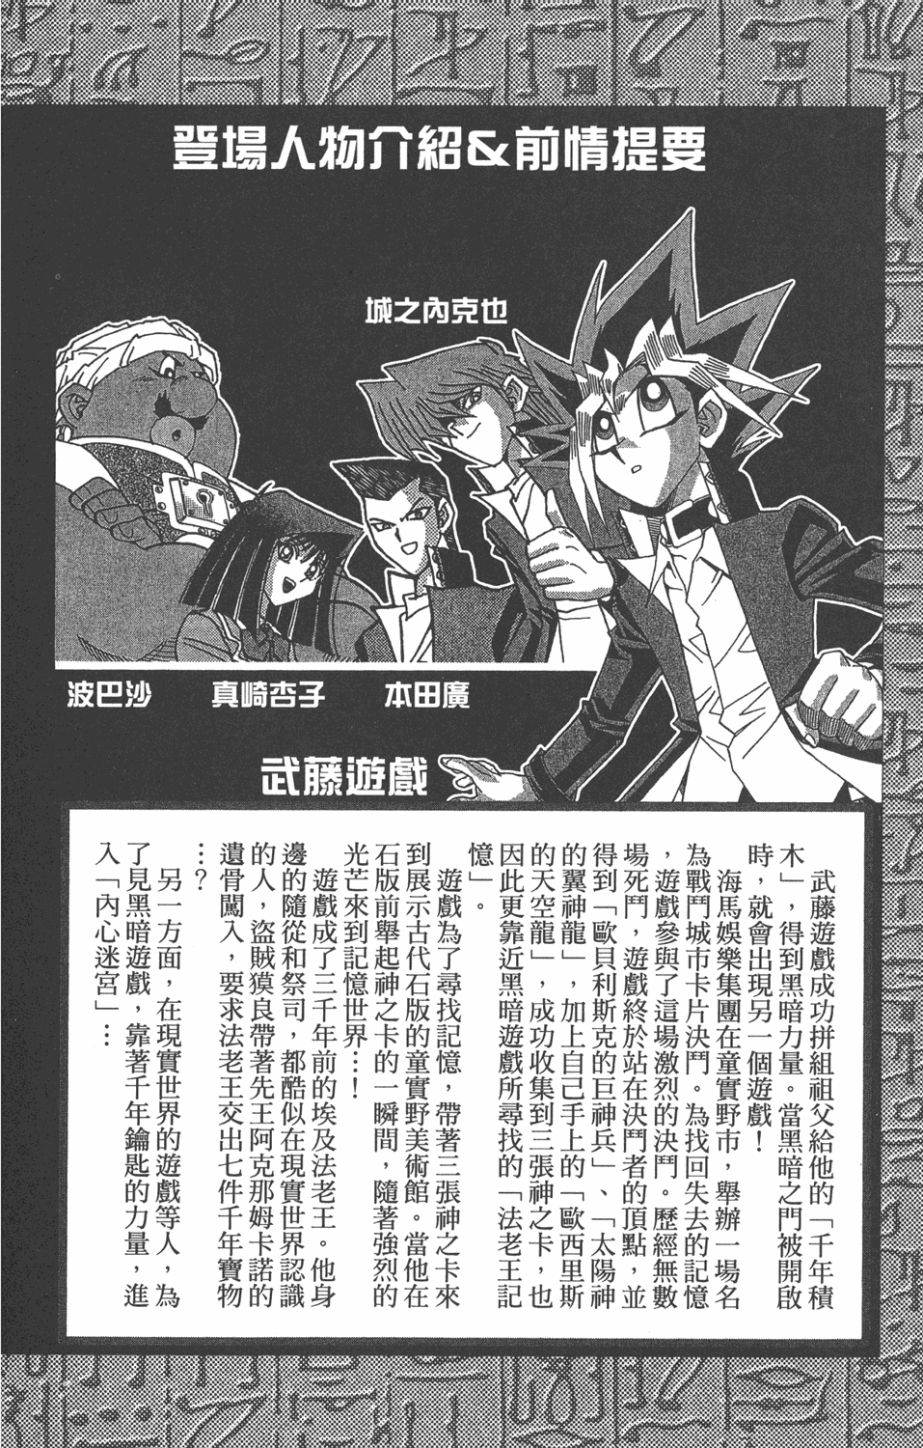 登場人物介紹&前情提要
城之內克也
波巴沙
真崎杏子
本田廣
武藤遊戲
武藤遊戲成功拼組祖父給他的「千年積
木」，得到黑暗力量。當黑暗之門被開啟
時，就會出現另一個遊戲！
海馬娛樂集團在童實野市，舉辦一場名
為戰鬥城市卡片決鬥。為找回失去的記憶
，遊戲參與了這場激烈的決鬥。歷經無數
場死鬥，遊戲終於站在決鬥者的頂點，並
得到「歐貝利斯克的巨神兵」、「太陽神
的翼神龍」，加上自己手上的「歐西里斯
的天空龍」，成功收集到三張神之卡，也
因此更靠近黑暗遊戲所尋找的「法老王記
憶」。
遊戲為了尋找記憶，帶著三張神之卡來
到展示古代石版的童實野美術館。當他在
石版前舉起神之卡的一瞬間，隨著強烈的
光芒來到記憶世界…！
遊戲成了三千年前的埃及法老王。他身
邊的隨從和祭司，都酷似在現實世界認識
的人，盜賊獏良帶著先王阿克那姆卡諾的
遺骨闖入，要求法老王交出七件千年寶物
…？
另一方面，在現實世界的遊戲等人，為
了見黑暗遊戲，靠著千年鑰匙的力量，進
入「內心迷宮」…